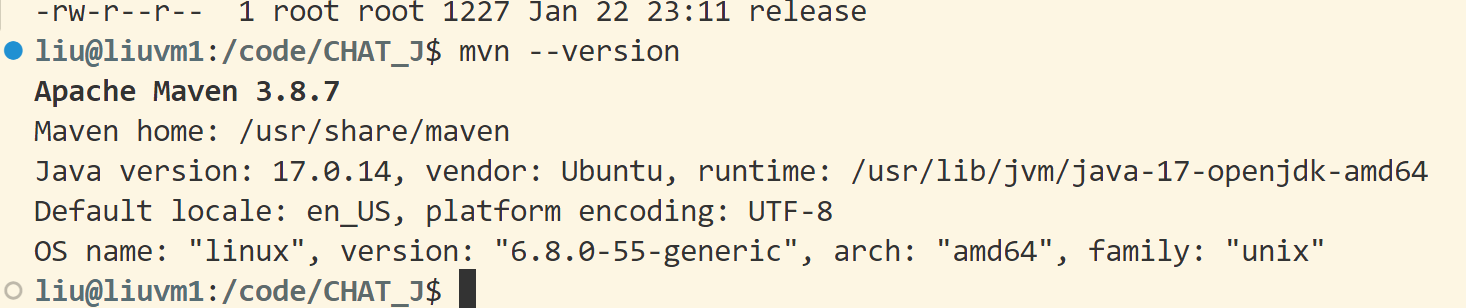 -rw-r--r--  1 root root 1227 Jan 22 23:11 release
liu@liuvm1:/code/CHAT_J$ mvn --version
Apache Maven 3.8.7
Maven home: /usr/share/maven
Java version: 17.0.14, vendor: Ubuntu, runtime: /usr/lib/jvm/java-17-openjdk-amd64
Default locale: en_US, platform encoding: UTF-8
OS name: "linux", version: "6.8.0-55-generic", arch: "amd64", family: "unix"
liu@liuvm1:/code/CHAT_J$